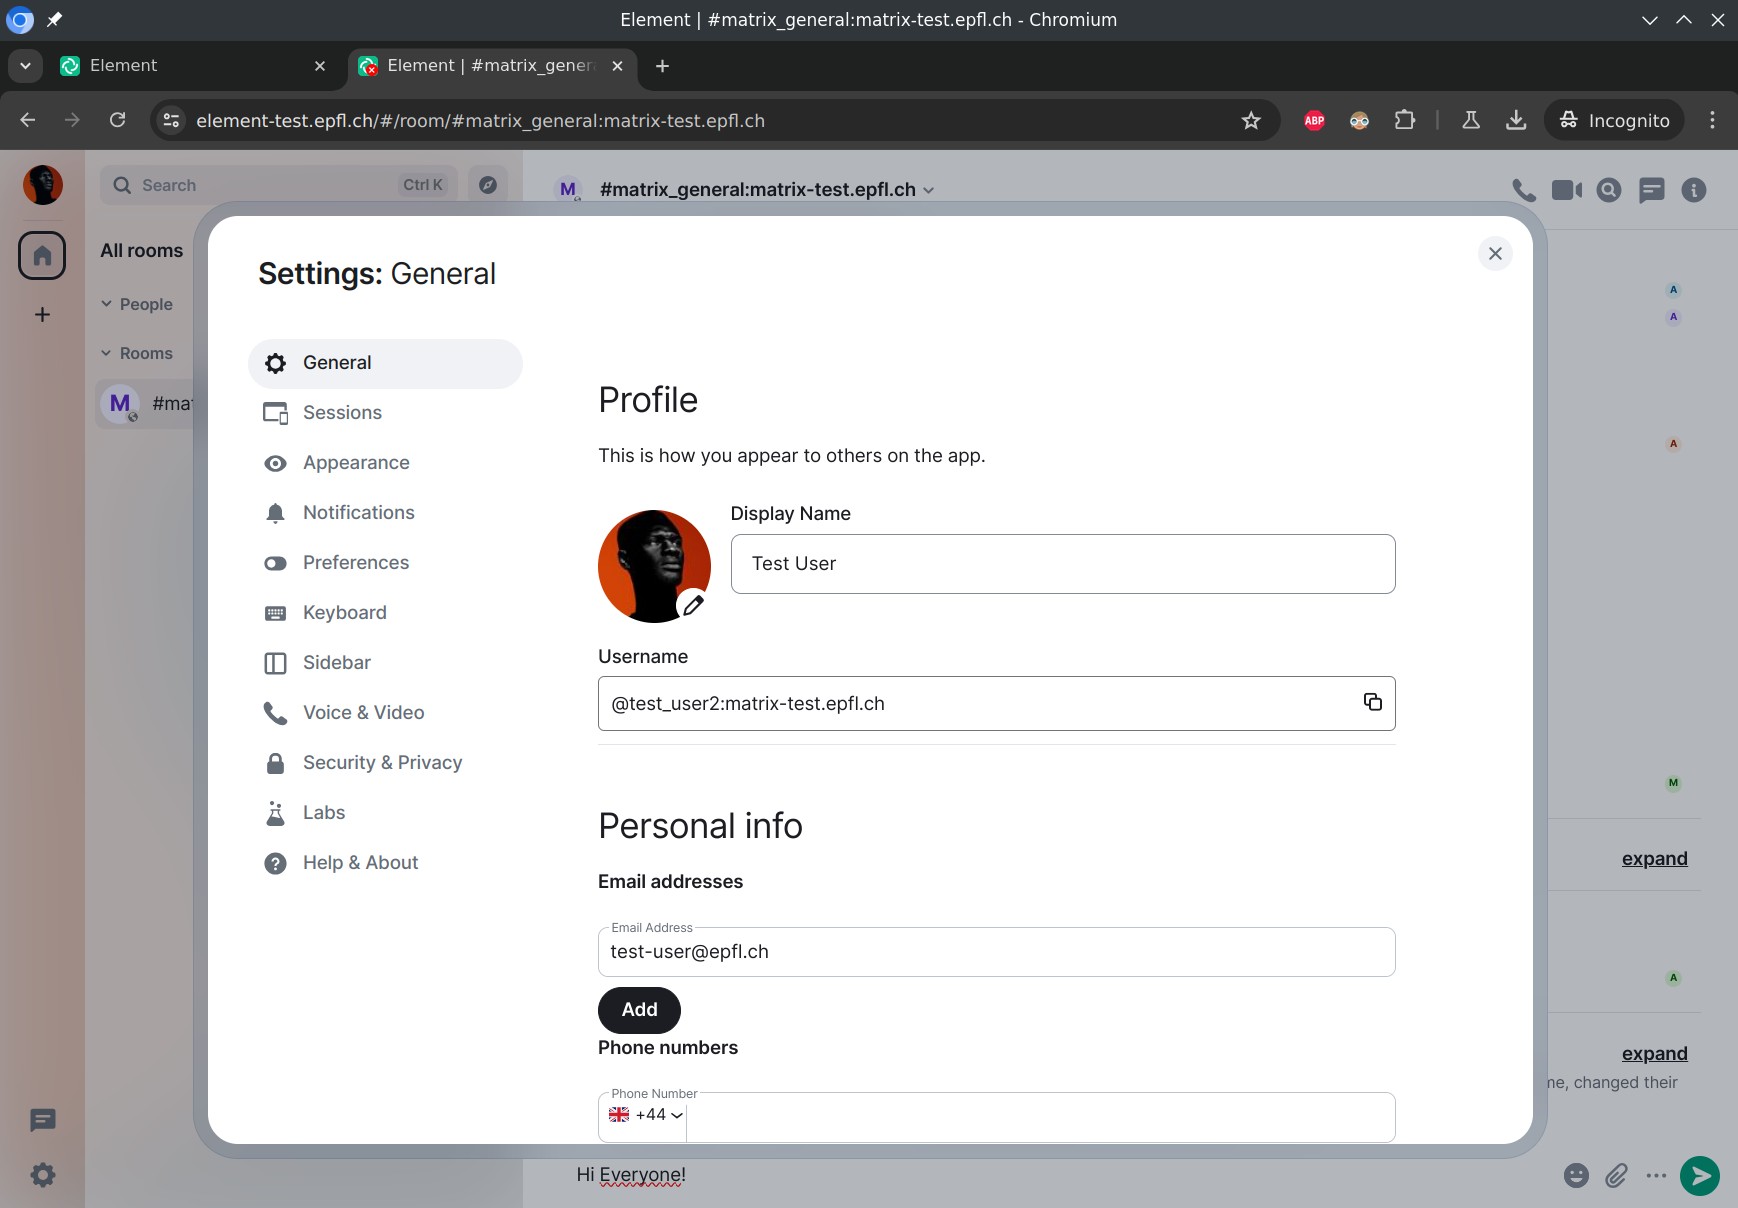 Element | #matrix_general:matrix-test.epfl.ch - Chromium
Element
Element | #matrix_gener
element-test.epfl.ch/#/room/#matrix_general:matrix-test.epfl.ch
ABP
Incognito
Search
Ctrl K
M
#matrix_general:matrix-test.epfl.ch
All rooms
People
Rooms
M #mat
Settings: General
General
Sessions
Appearance
Notifications
Preferences
Keyboard
Sidebar
Voice & Video
Security & Privacy
Labs
Help & About
Profile
This is how you appear to others on the app.
Display Name
Test User
Username
@test_user2:matrix-test.epfl.ch
Personal info
Email addresses
Email Address
test-user@epfl.ch
Add
Phone numbers
Phone Number
+44
A
A
A
M
expand
A
expand
me, changed their
Hi Everyone!